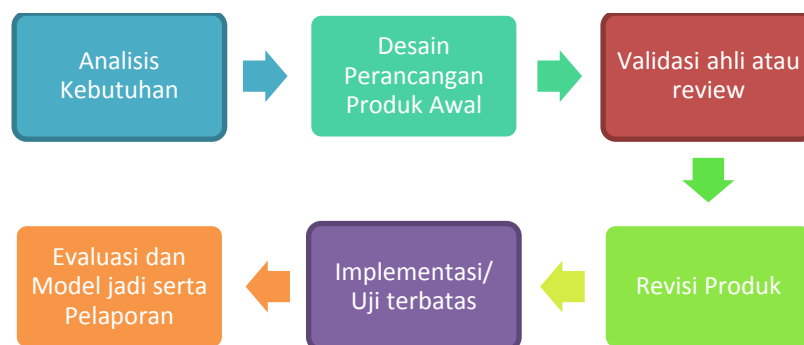 Analisis
Kebutuhan
Desain
Perancangan
Produk Awal
Validasi ahli atau
review
Revisi Produk
Implementasi/
Uji terbatas
Evaluasi dan
Model jadi serta
Pelaporan